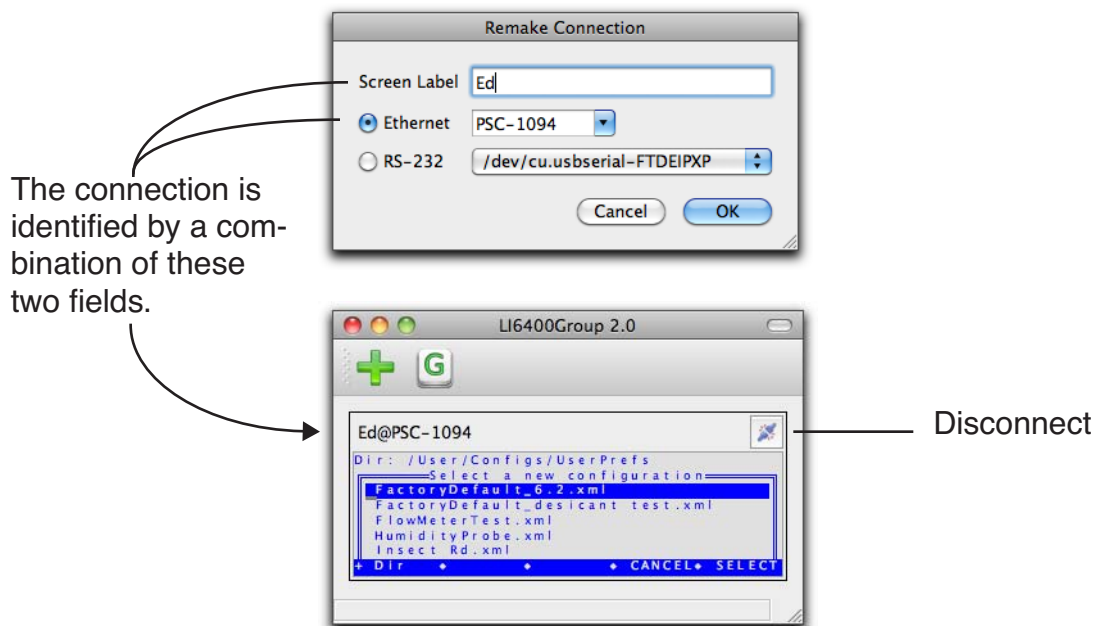 Remake Connection
Screen Label Ed
Ethernet PSC-1094
RS-232 /dev/cu.usbserial-FTDEIPXP
Cancel OK
The connection is
identified by a com-
bination of these
two fields.
LI6400Group 2.0
G
Ed@PSC-1094
Disconnect
Dir: /User/Configs/UserPrefs
Select a new configuration
FactoryDefault_6.2.xml
FactoryDefault_desicant test.xml
FlowMeterTest.xml
HumidityProbe.xml
Insect Rd.xml
+ Dir CANCEL SELECT